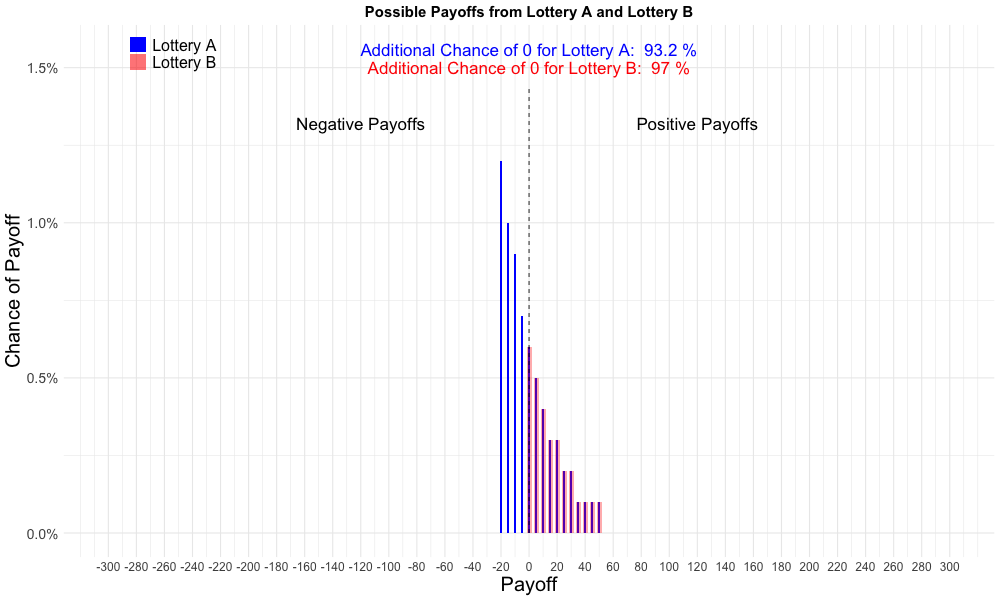 Possible Payoffs from Lottery A and Lottery B
Lottery A
Lottery B
Additional Chance of 0 for Lottery A:  93.2 %
Additional Chance of 0 for Lottery B:  97 %
Negative Payoffs
Positive Payoffs
Chance of Payoff
1.5%
1.0%
0.5%
0.0%
-300 -280 -260 -240 -220 -200 -180 -160 -140 -120 -100 -80 -60 -40 -20 0 20 40 60 80 100 120 140 160 180 200 220 240 260 280 300
Payoff